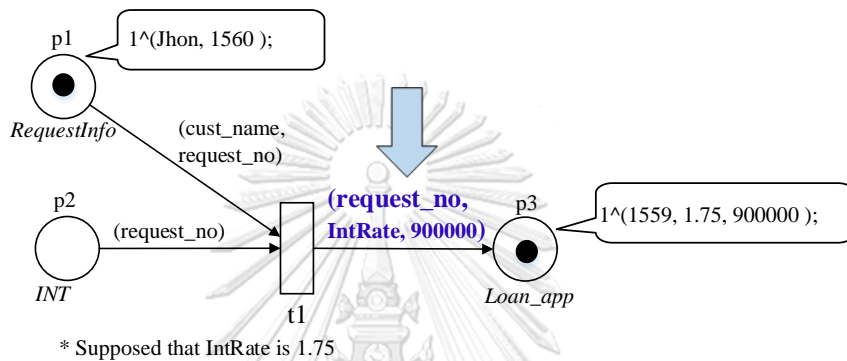 p1
1^(Jhon, 1560 );
RequestInfo
(cust_name,
request_no)
p2
(request_no)
INT
(request_no,
IntRate, 900000)
t1
p3
1^(1559, 1.75, 900000 );
Loan_app
* Supposed that IntRate is 1.75